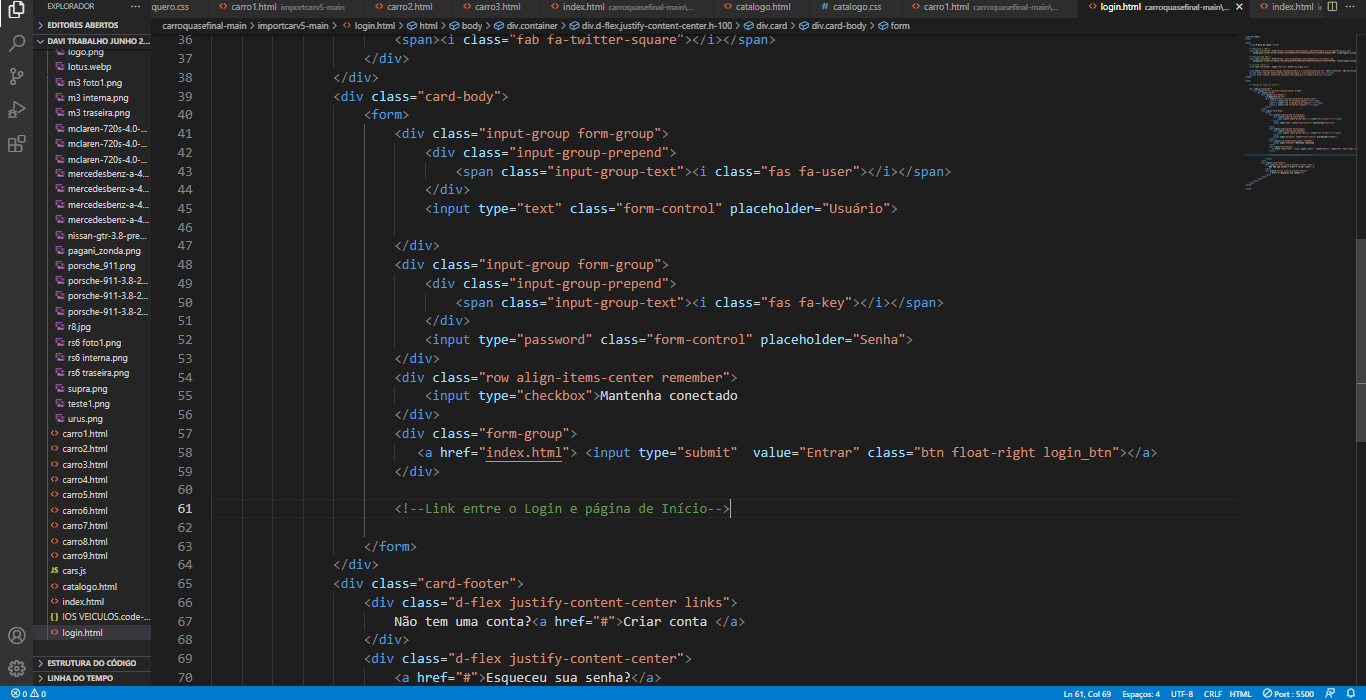 EXPLORADOR ···
quero.css carro1.html importcarv5-main carro2.html carro3.html index.html carroquasefinal-main\... catalogo.html catalogo.css carro1.html carroquasefinal-main\... login.html carroquasefinal-main\... index.html
EDITORES ABERTOS
carroquasefinal-main > importcarv5-main > login.html > html > body > div.container > div.d-flex.justify-content-center.h-100 > div.card > div.card-body > form
DAVI TRABALHO JUNHO 2...
logo.png
lotus.webp
m3 foto1.png
m3 interna.png
m3 traseira.png
mclaren-720s-4.0-...
mclaren-720s-4.0-...
mclaren-720s-4.0-...
mercedesbenz-a-4...
mercedesbenz-a-4...
mercedesbenz-a-4...
mercedesbenz-a-4...
nissan-gtr-3.8-pre...
pagani_zonda.png
porsche_911.png
porsche-911-3.8-2...
porsche-911-3.8-2...
porsche-911-3.8-2...
r8.jpg
rs6 foto1.png
rs6 interna.png
rs6 traseira.png
supra.png
teste1.png
urus.png
carro1.html
carro2.html
carro3.html
carro4.html
carro5.html
carro6.html
carro7.html
carro8.html
carro9.html
JS cars.js
catalogo.html
index.html
{} IOS VEICULOS.code-...
login.html
ESTRUTURA DO CÓDIGO
LINHA DO TEMPO
36 <span><i class="fab fa-twitter-square"></i></span>
37 </div>
38 </div>
39 <div class="card-body">
40 <form>
41 <div class="input-group form-group">
42 <div class="input-group-prepend">
43 <span class="input-group-text"><i class="fas fa-user"></i></span>
44 </div>
45 <input type="text" class="form-control" placeholder="Usuário">
46
47 </div>
48 <div class="input-group form-group">
49 <div class="input-group-prepend">
50 <span class="input-group-text"><i class="fas fa-key"></i></span>
51 </div>
52 <input type="password" class="form-control" placeholder="Senha">
53 </div>
54 <div class="row align-items-center remember">
55 <input type="checkbox">Mantenha conectado
56 </div>
57 <div class="form-group">
58 <a href="index.html"> <input type="submit"  value="Entrar" class="btn float-right login_btn"></a>
59 </div>
60
61 <!--Link entre o Login e página de Início-->
62
63 </form>
64 </div>
65 <div class="card-footer">
66 <div class="d-flex justify-content-center links">
67 Não tem uma conta?<a href="#">Criar conta </a>
68 </div>
69 <div class="d-flex justify-content-center">
70 <a href="#">Esqueceu sua senha?</a>
0 0 Ln 61, Col 69 Espaços: 4 UTF-8 CRLF HTML Port : 5500